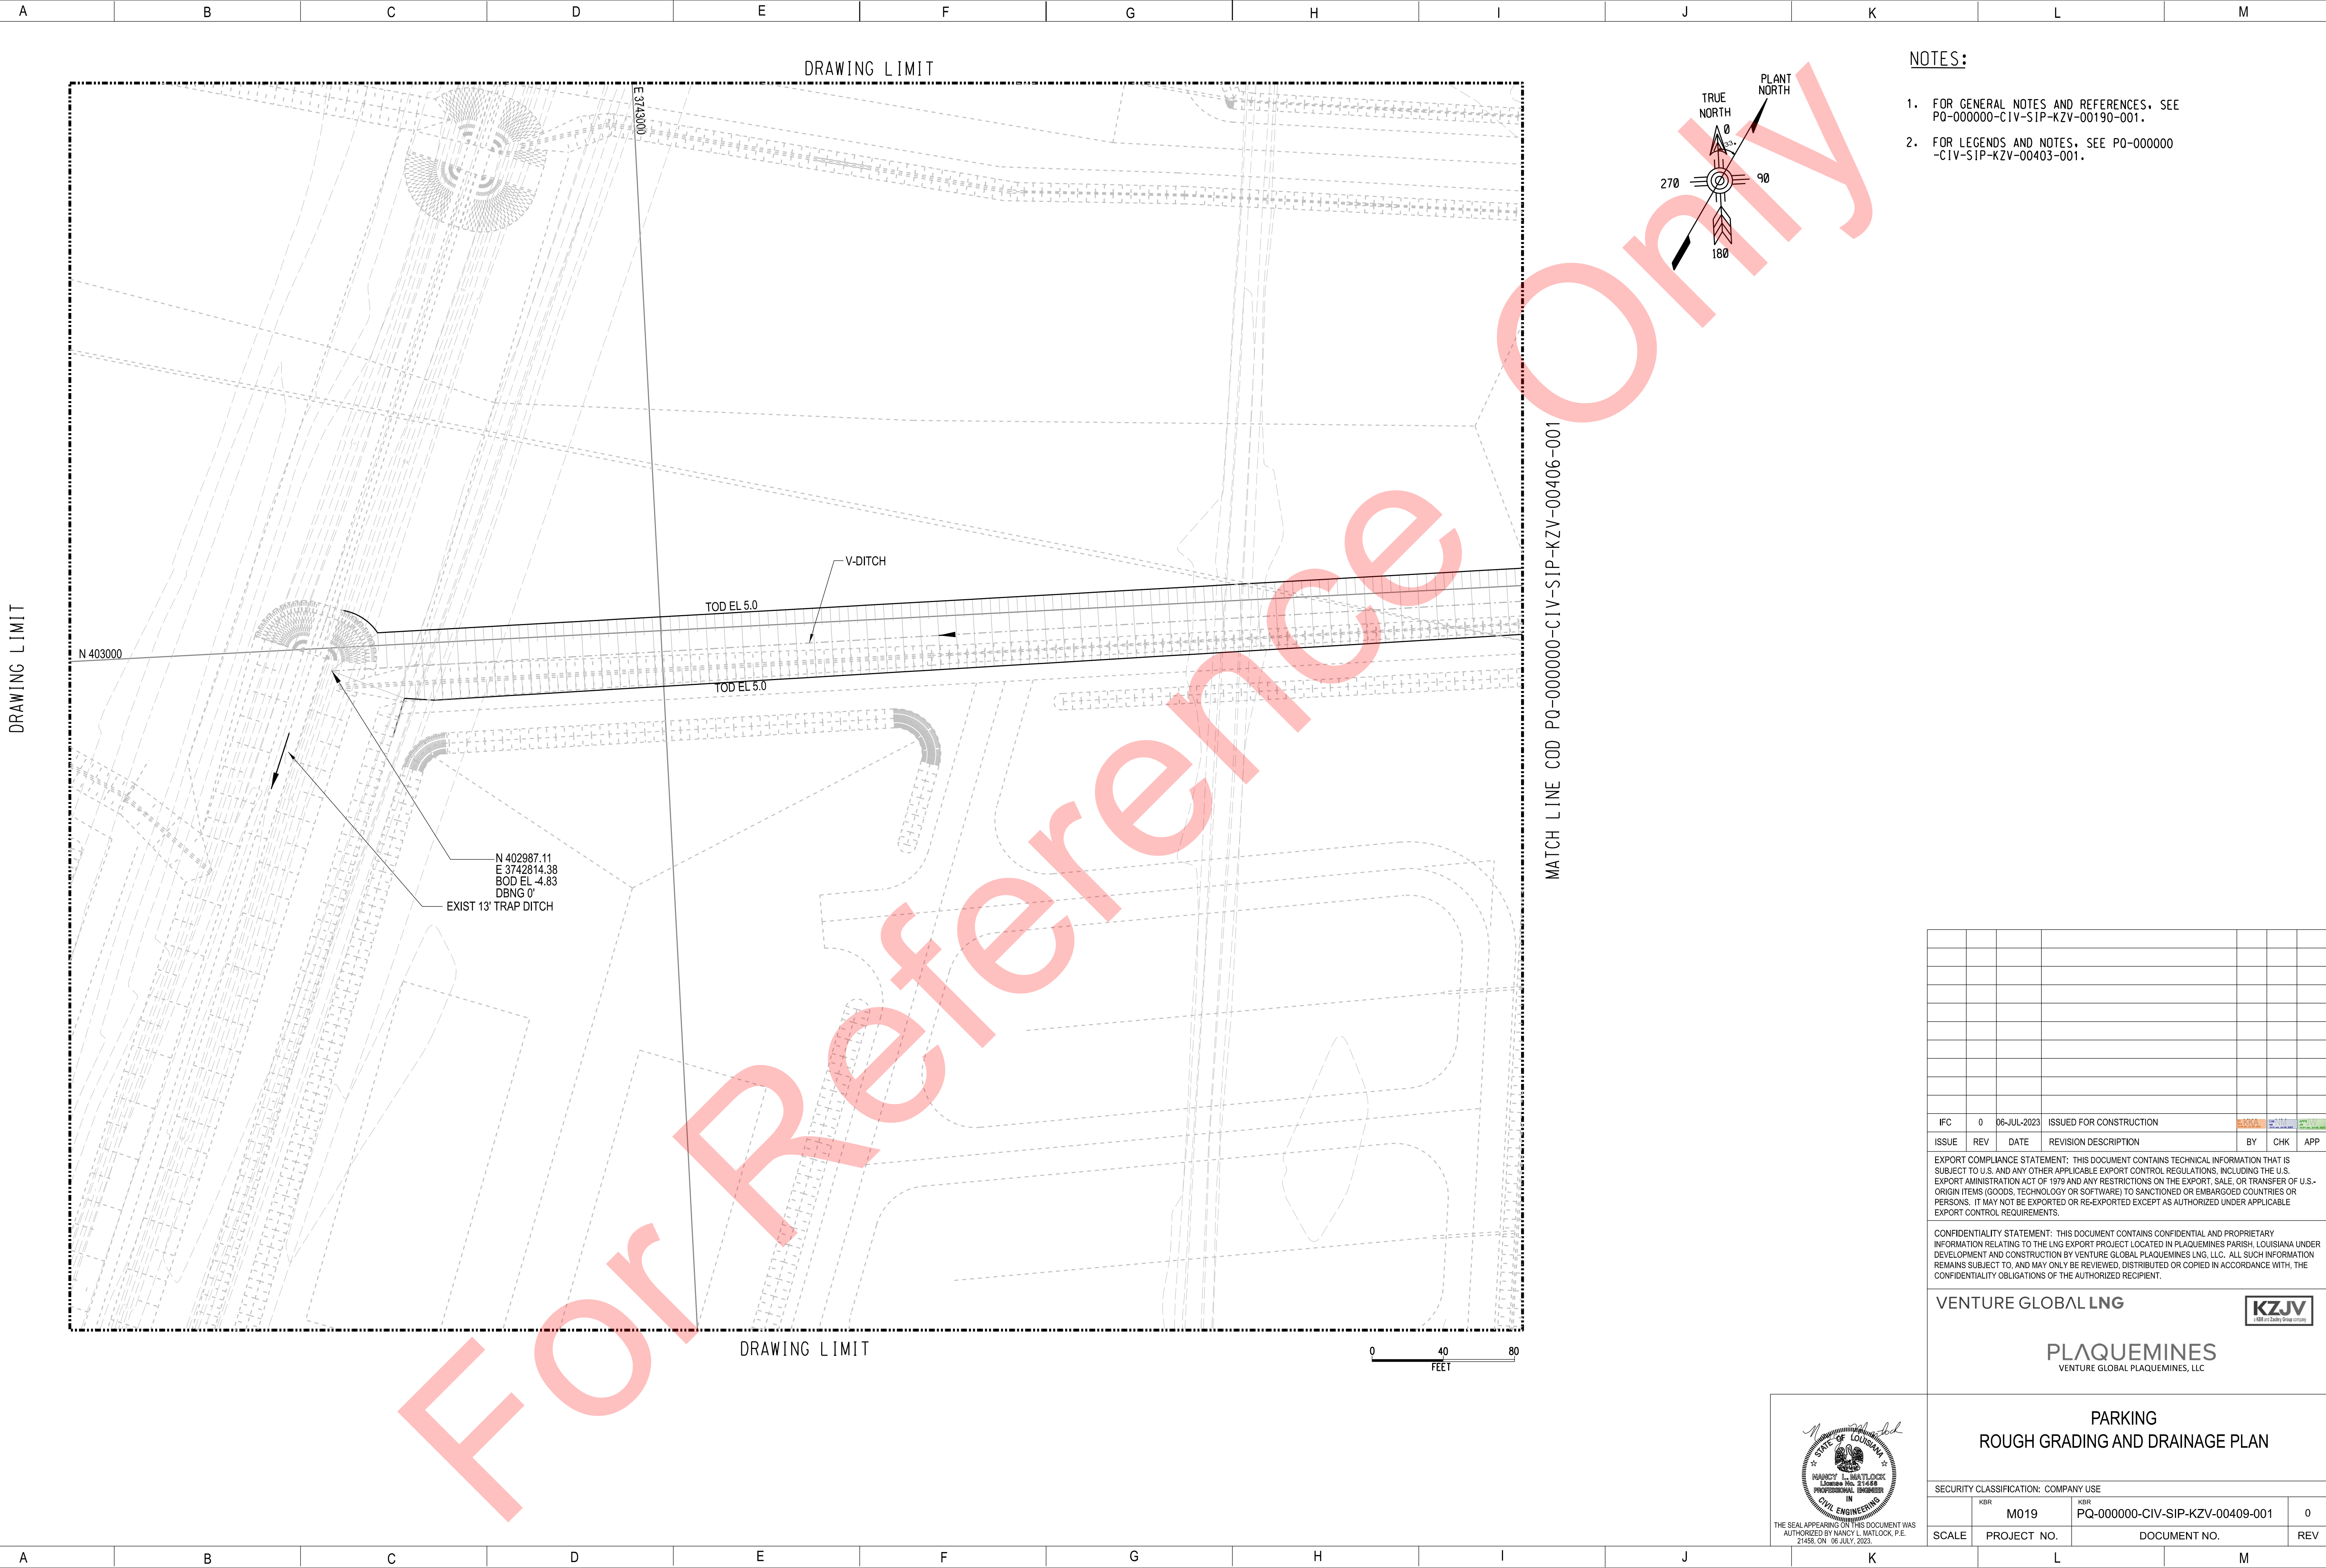 A B C D E F G H I J K L M
DRAWING LIMIT
NOTES:
1. FOR GENERAL NOTES AND REFERENCES, SEE
PQ-000000-CIV-SIP-KZV-00190-001.
2. FOR LEGENDS AND NOTES, SEE PQ-000000
-CIV-SIP-KZV-00403-001.
PLANT
NORTH
TRUE
NORTH
0
33°
270
90
180
E 3743000
For Reference Only
MATCH LINE COD PQ-000000-CIV-SIP-KZV-00406-001
DRAWING LIMIT
V-DITCH
TOD EL 5.0
N 403000
TOD EL 5.0
N 402987.11
E 3742814.38
BOD EL -4.83
DBNG 0'
EXIST 13' TRAP DITCH
DRAWING LIMIT
0 40 80
FEET
IFC 0 06-JUL-2023 ISSUED FOR CONSTRUCTION KKA
ISSUE REV DATE REVISION DESCRIPTION BY CHK APP
EXPORT COMPLIANCE STATEMENT: THIS DOCUMENT CONTAINS TECHNICAL INFORMATION THAT IS
SUBJECT TO U.S. AND ANY OTHER APPLICABLE EXPORT CONTROL REGULATIONS, INCLUDING THE U.S.
EXPORT AMINISTRATION ACT OF 1979 AND ANY RESTRICTIONS ON THE EXPORT, SALE, OR TRANSFER OF U.S.-
ORIGIN ITEMS (GOODS, TECHNOLOGY OR SOFTWARE) TO SANCTIONED OR EMBARGOED COUNTRIES OR
PERSONS. IT MAY NOT BE EXPORTED OR RE-EXPORTED EXCEPT AS AUTHORIZED UNDER APPLICABLE
EXPORT CONTROL REQUIREMENTS.
CONFIDENTIALITY STATEMENT: THIS DOCUMENT CONTAINS CONFIDENTIAL AND PROPRIETARY
INFORMATION RELATING TO THE LNG EXPORT PROJECT LOCATED IN PLAQUEMINES PARISH, LOUISIANA UNDER
DEVELOPMENT AND CONSTRUCTION BY VENTURE GLOBAL PLAQUEMINES LNG, LLC. ALL SUCH INFORMATION
REMAINS SUBJECT TO, AND MAY ONLY BE REVIEWED, DISTRIBUTED OR COPIED IN ACCORDANCE WITH, THE
CONFIDENTIALITY OBLIGATIONS OF THE AUTHORIZED RECIPIENT.
VENTURE GLOBAL LNG
KZJV
a KBR and Zachry Group company
PLAQUEMINES
VENTURE GLOBAL PLAQUEMINES, LLC
STATE OF LOUISIANA
NANCY L. MATLOCK
License No. 21458
PROFESSIONAL ENGINEER
IN
CIVIL ENGINEERING
THE SEAL APPEARING ON THIS DOCUMENT WAS
AUTHORIZED BY NANCY L. MATLOCK, P.E.
21458, ON 06 JULY, 2023.
PARKING
ROUGH GRADING AND DRAINAGE PLAN
SECURITY CLASSIFICATION: COMPANY USE
KBR KBR
M019 PQ-000000-CIV-SIP-KZV-00409-001 0
SCALE PROJECT NO. DOCUMENT NO. REV
A B C D E F G H I J K L M